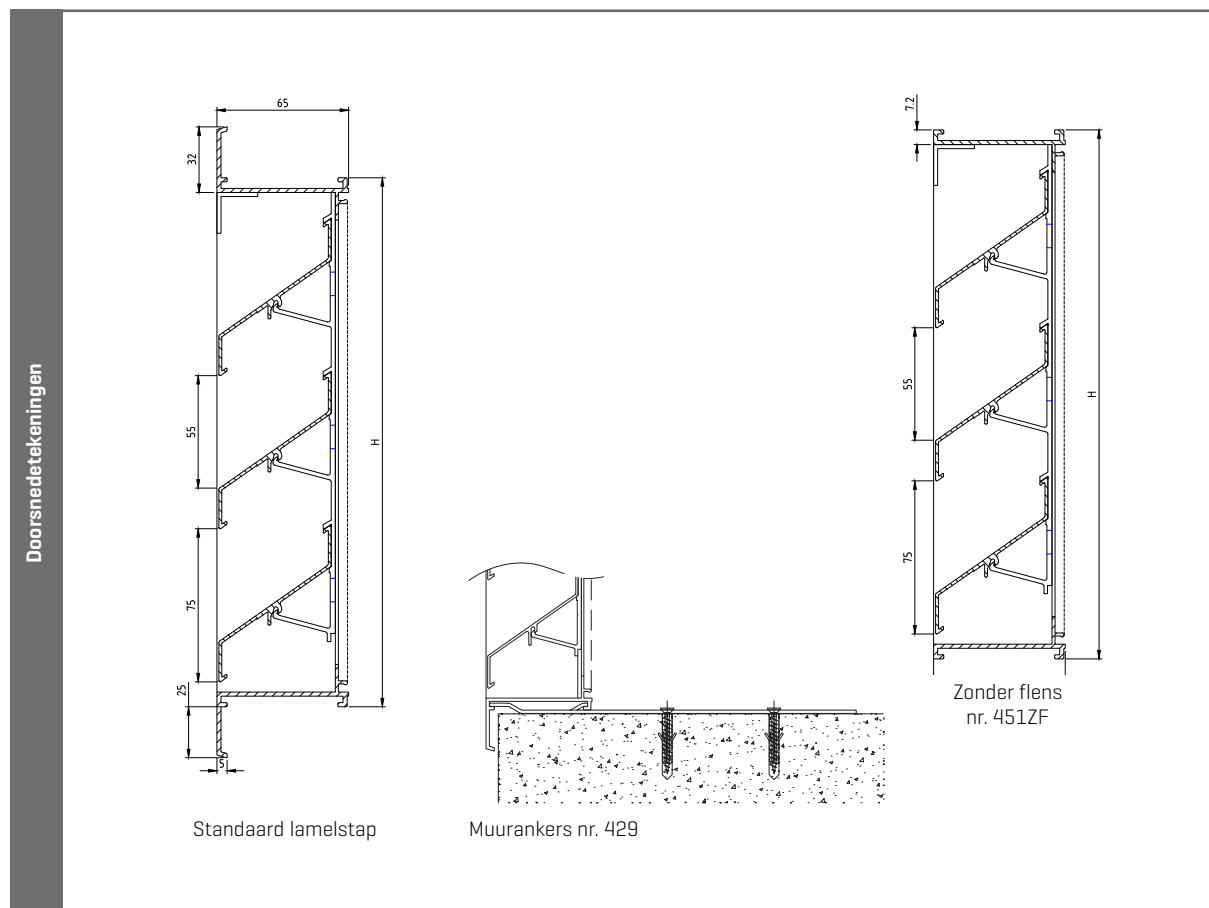 Doorsnedetekeningen
65
32
55
H
75
25
5
Standaard lamelstap
Muurankers nr. 429
7.2
55
H
75
Zonder flens
nr. 451ZF